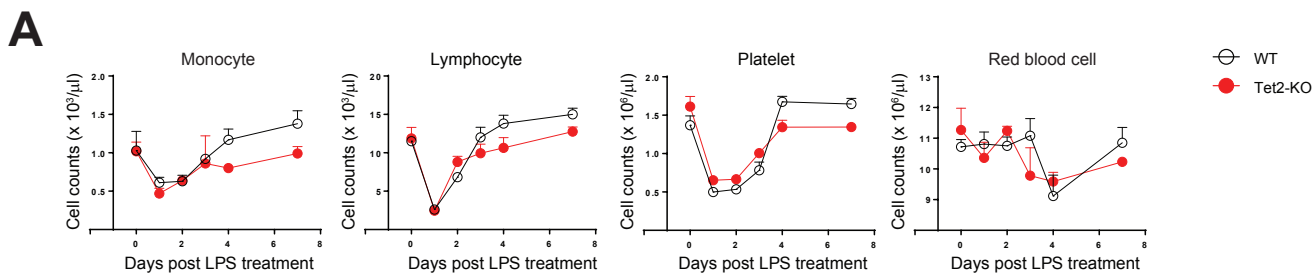 A
Monocyte
Cell counts (x 10³/µl)
2.0
1.5
1.0
0.5
0
2
4
6
8
Days post LPS treatment
Lymphocyte
Cell counts (x 10³/µl)
20
15
10
5
0
2
4
6
8
Days post LPS treatment
Platelet
Cell counts (x 10⁶/µl)
2.0
1.5
1.0
0.5
0
2
4
6
8
Days post LPS treatment
Red blood cell
Cell counts (x 10⁶/µl)
13
12
11
10
9
0
2
4
6
8
Days post LPS treatment
WT
Tet2-KO